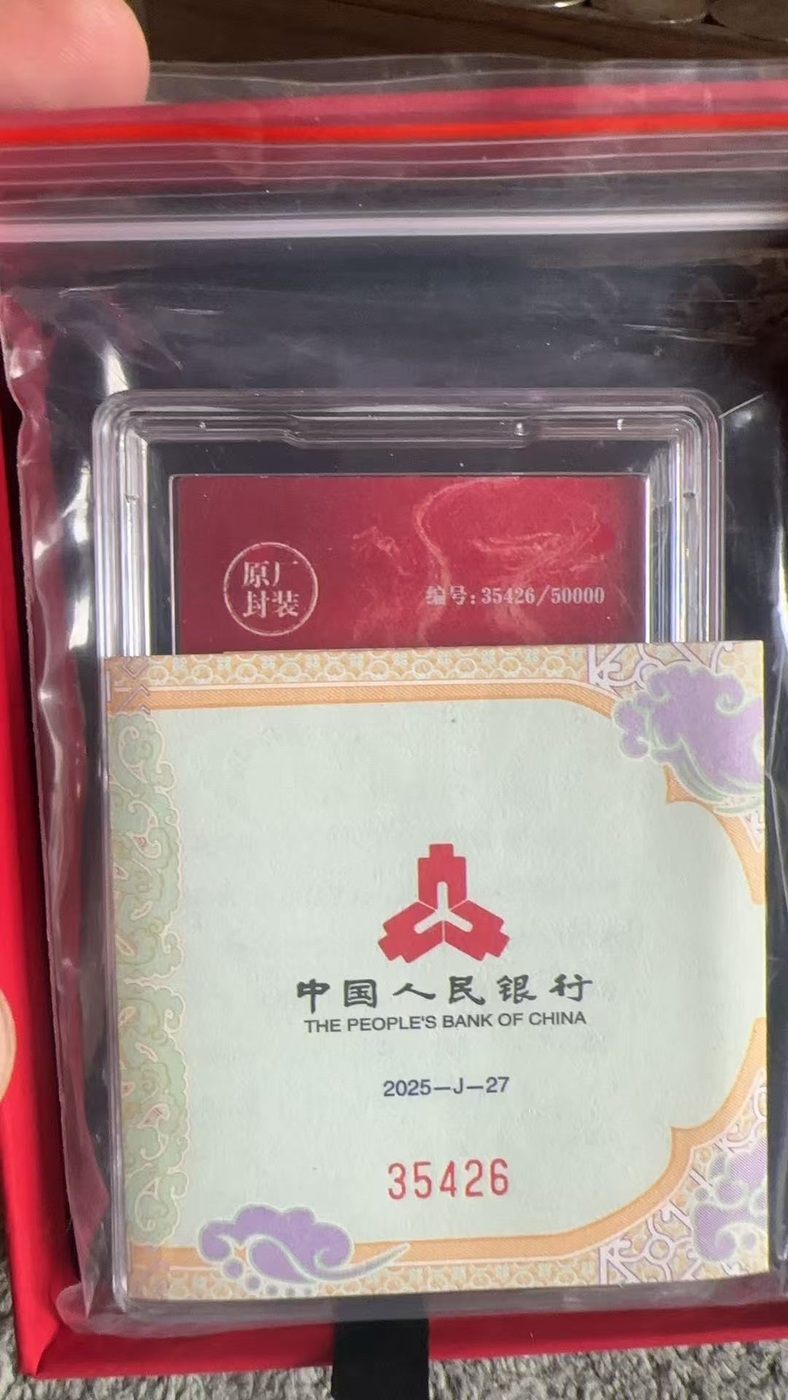 原厂
封装
编号:35426/50000
中国人民银行
THE PEOPLE'S BANK OF CHINA
2025—J—27
35426